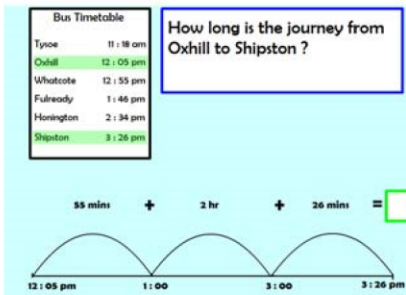 Bus Timetable
Tysoe 11 : 18 am
Oxhill 12 : 05 pm
Whatcote 12 : 55 pm
Fulready 1 : 46 pm
Honington 2 : 34 pm
Shipston 3 : 26 pm
How long is the journey from
Oxhill to Shipston ?
55 mins + 2 hr + 26 mins =
12 : 05 pm 1 : 00 3 : 00 3 : 26 pm